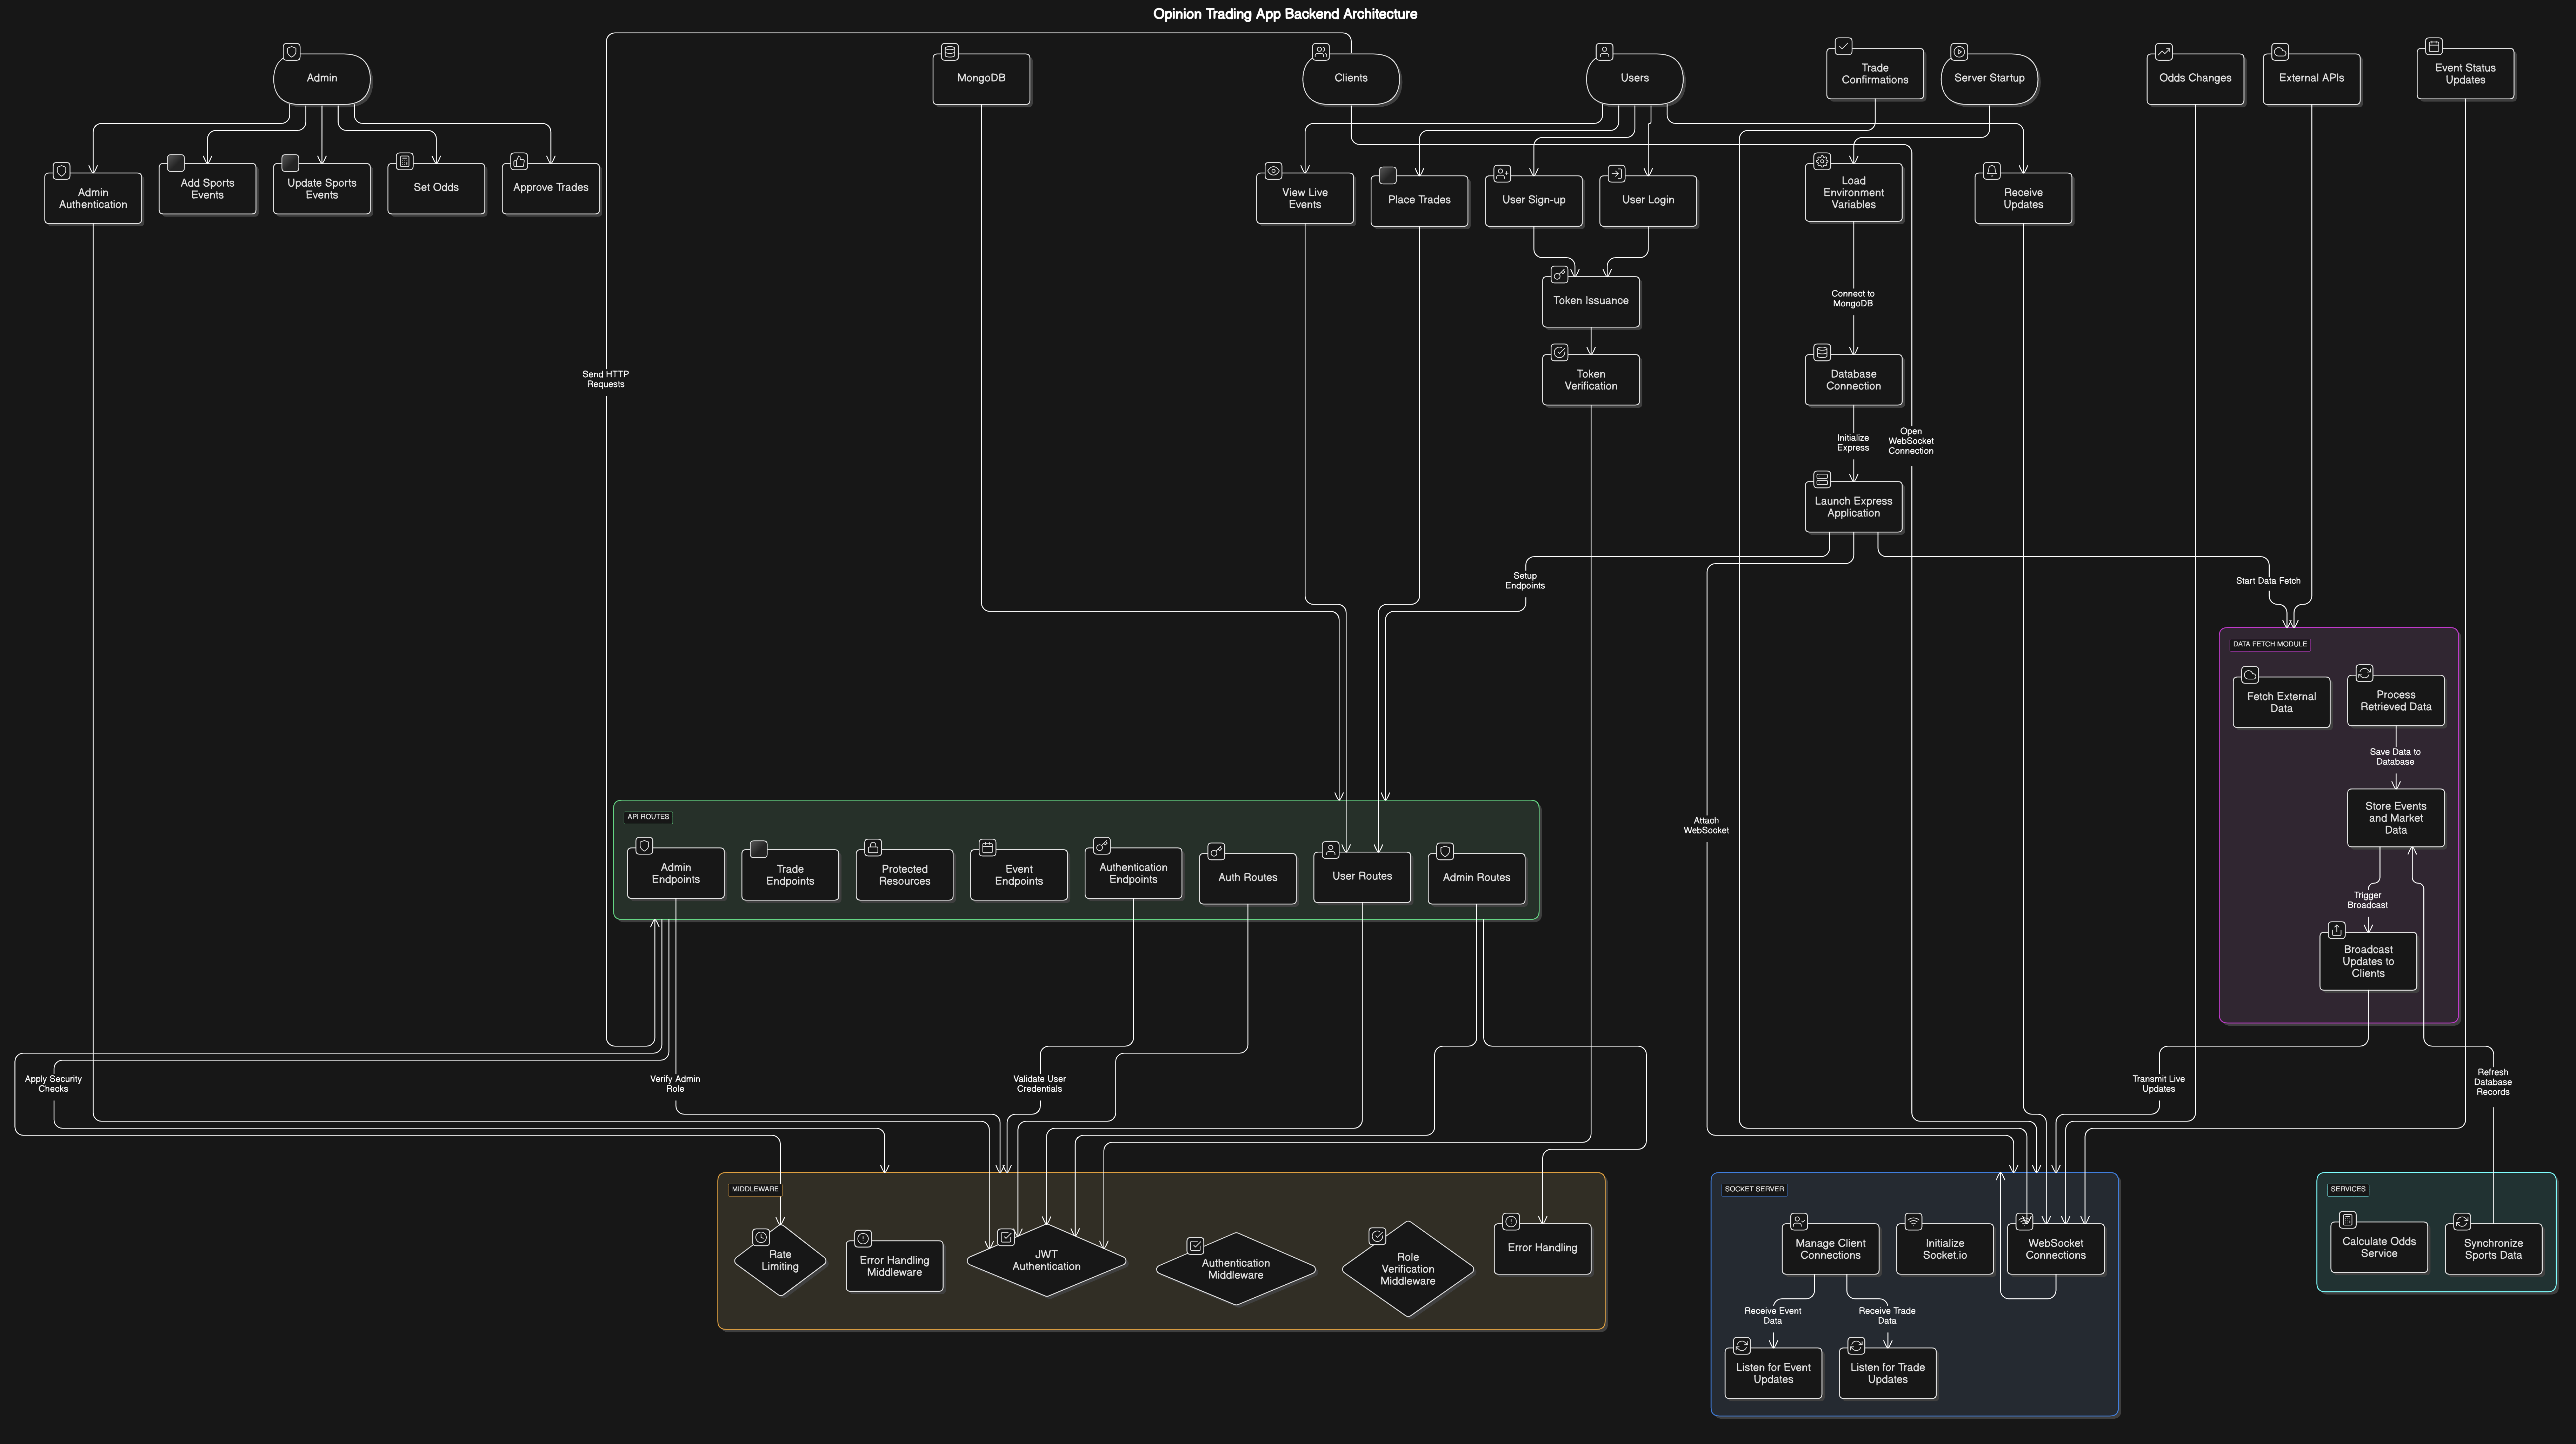 Opinion Trading App Backend Architecture
Admin
MongoDB
Clients
Users
Trade
Confirmations
Server Startup
Odds Changes
External APIs
Event Status
Updates
Admin
Authentication
Add Sports
Events
Update Sports
Events
Set Odds
Approve Trades
View Live
Events
Place Trades
User Sign-up
User Login
Load
Environment
Variables
Receive
Updates
Token Issuance
Connect to
MongoDB
Send HTTP
Requests
Token
Verification
Database
Connection
Initialize
Express
Open
WebSocket
Connection
Launch Express
Application
Setup
Endpoints
Start Data Fetch
DATA FETCH MODULE
Fetch External
Data
Process
Retrieved Data
Save Data to
Database
Store Events
and Market
Data
Trigger
Broadcast
Broadcast
Updates to
Clients
API ROUTES
Admin
Endpoints
Trade
Endpoints
Protected
Resources
Event
Endpoints
Authentication
Endpoints
Auth Routes
User Routes
Admin Routes
Attach
WebSocket
Apply Security
Checks
Verify Admin
Role
Validate User
Credentials
Transmit Live
Updates
Refresh
Database
Records
MIDDLEWARE
Rate
Limiting
Error Handling
Middleware
JWT
Authentication
Authentication
Middleware
Role
Verification
Middleware
Error Handling
SOCKET SERVER
Manage Client
Connections
Initialize
Socket.io
WebSocket
Connections
Receive Event
Data
Receive Trade
Data
Listen for Event
Updates
Listen for Trade
Updates
SERVICES
Calculate Odds
Service
Synchronize
Sports Data